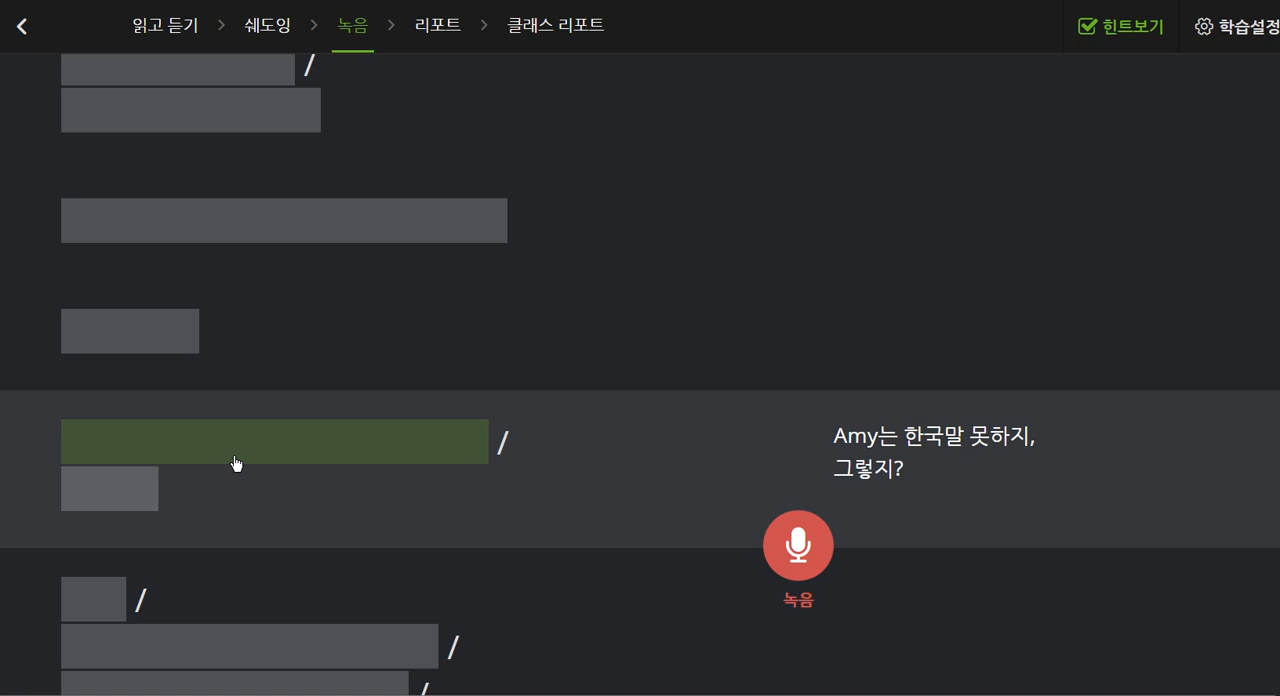 읽고 듣기 > 쉐도잉 > 녹음 > 리포트 > 클래스 리포트
힌트보기
학습설정
/
/
Amy는 한국말 못하지,
그렇지?
녹음
/
/
/